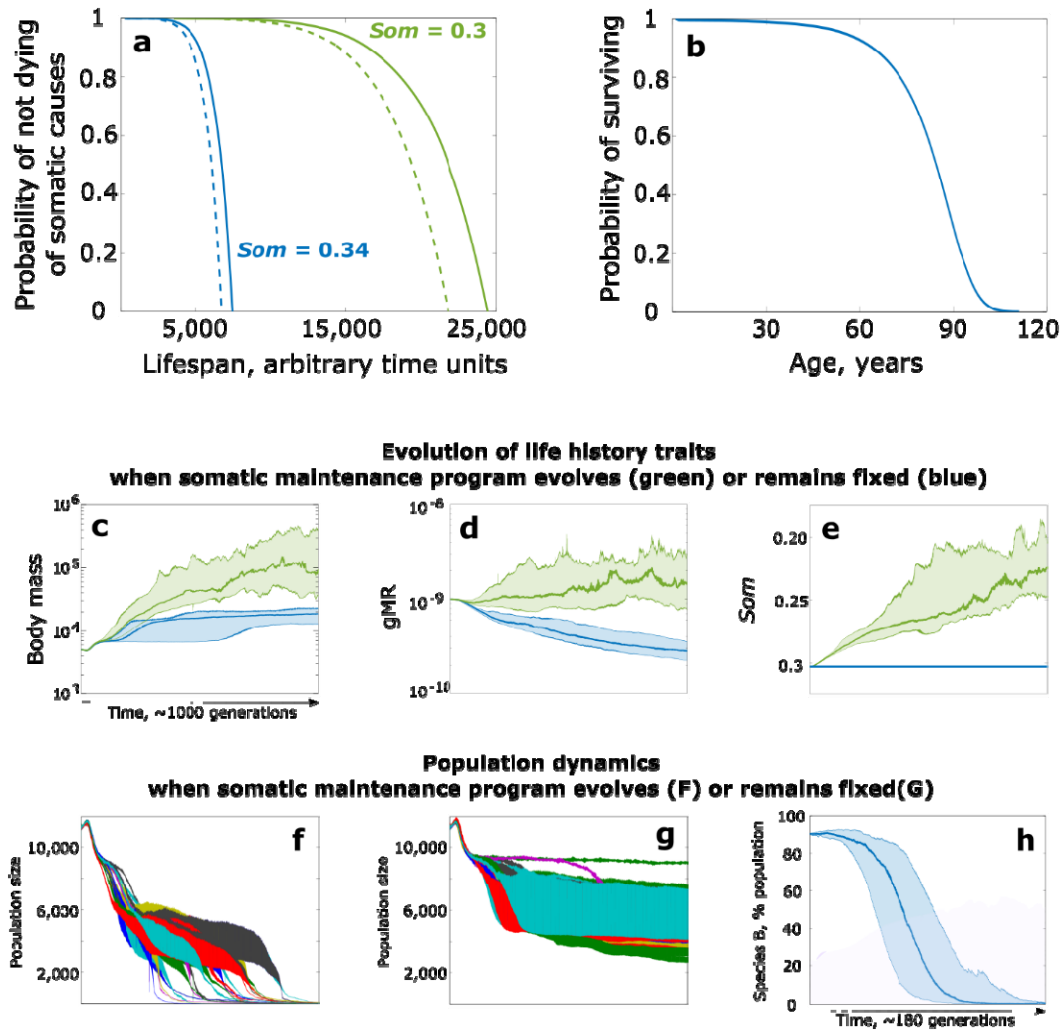 a
Probability of not dying
of somatic causes
1
0.8
0.6
0.4
0.2
0
Som = 0.3
Som = 0.34
5,000
15,000
25,000
Lifespan, arbitrary time units
b
Probability of surviving
1
0.8
0.6
0.4
0.2
0
30
60
90
120
Age, years
Evolution of life history traits
when somatic maintenance program evolves (green) or remains fixed (blue)
c
Body mass
10⁶
10⁵
10⁴
10³
Time, ~1000 generations
d
gMR
10⁻⁸
10⁻⁹
10⁻¹⁰
e
Som
0.20
0.25
0.3
Population dynamics
when somatic maintenance program evolves (F) or remains fixed(G)
f
Population size
10,000
6,000
2,000
g
Population size
10,000
6,000
2,000
h
Species B, % population
100
80
60
40
20
0
Time, ~180 generations